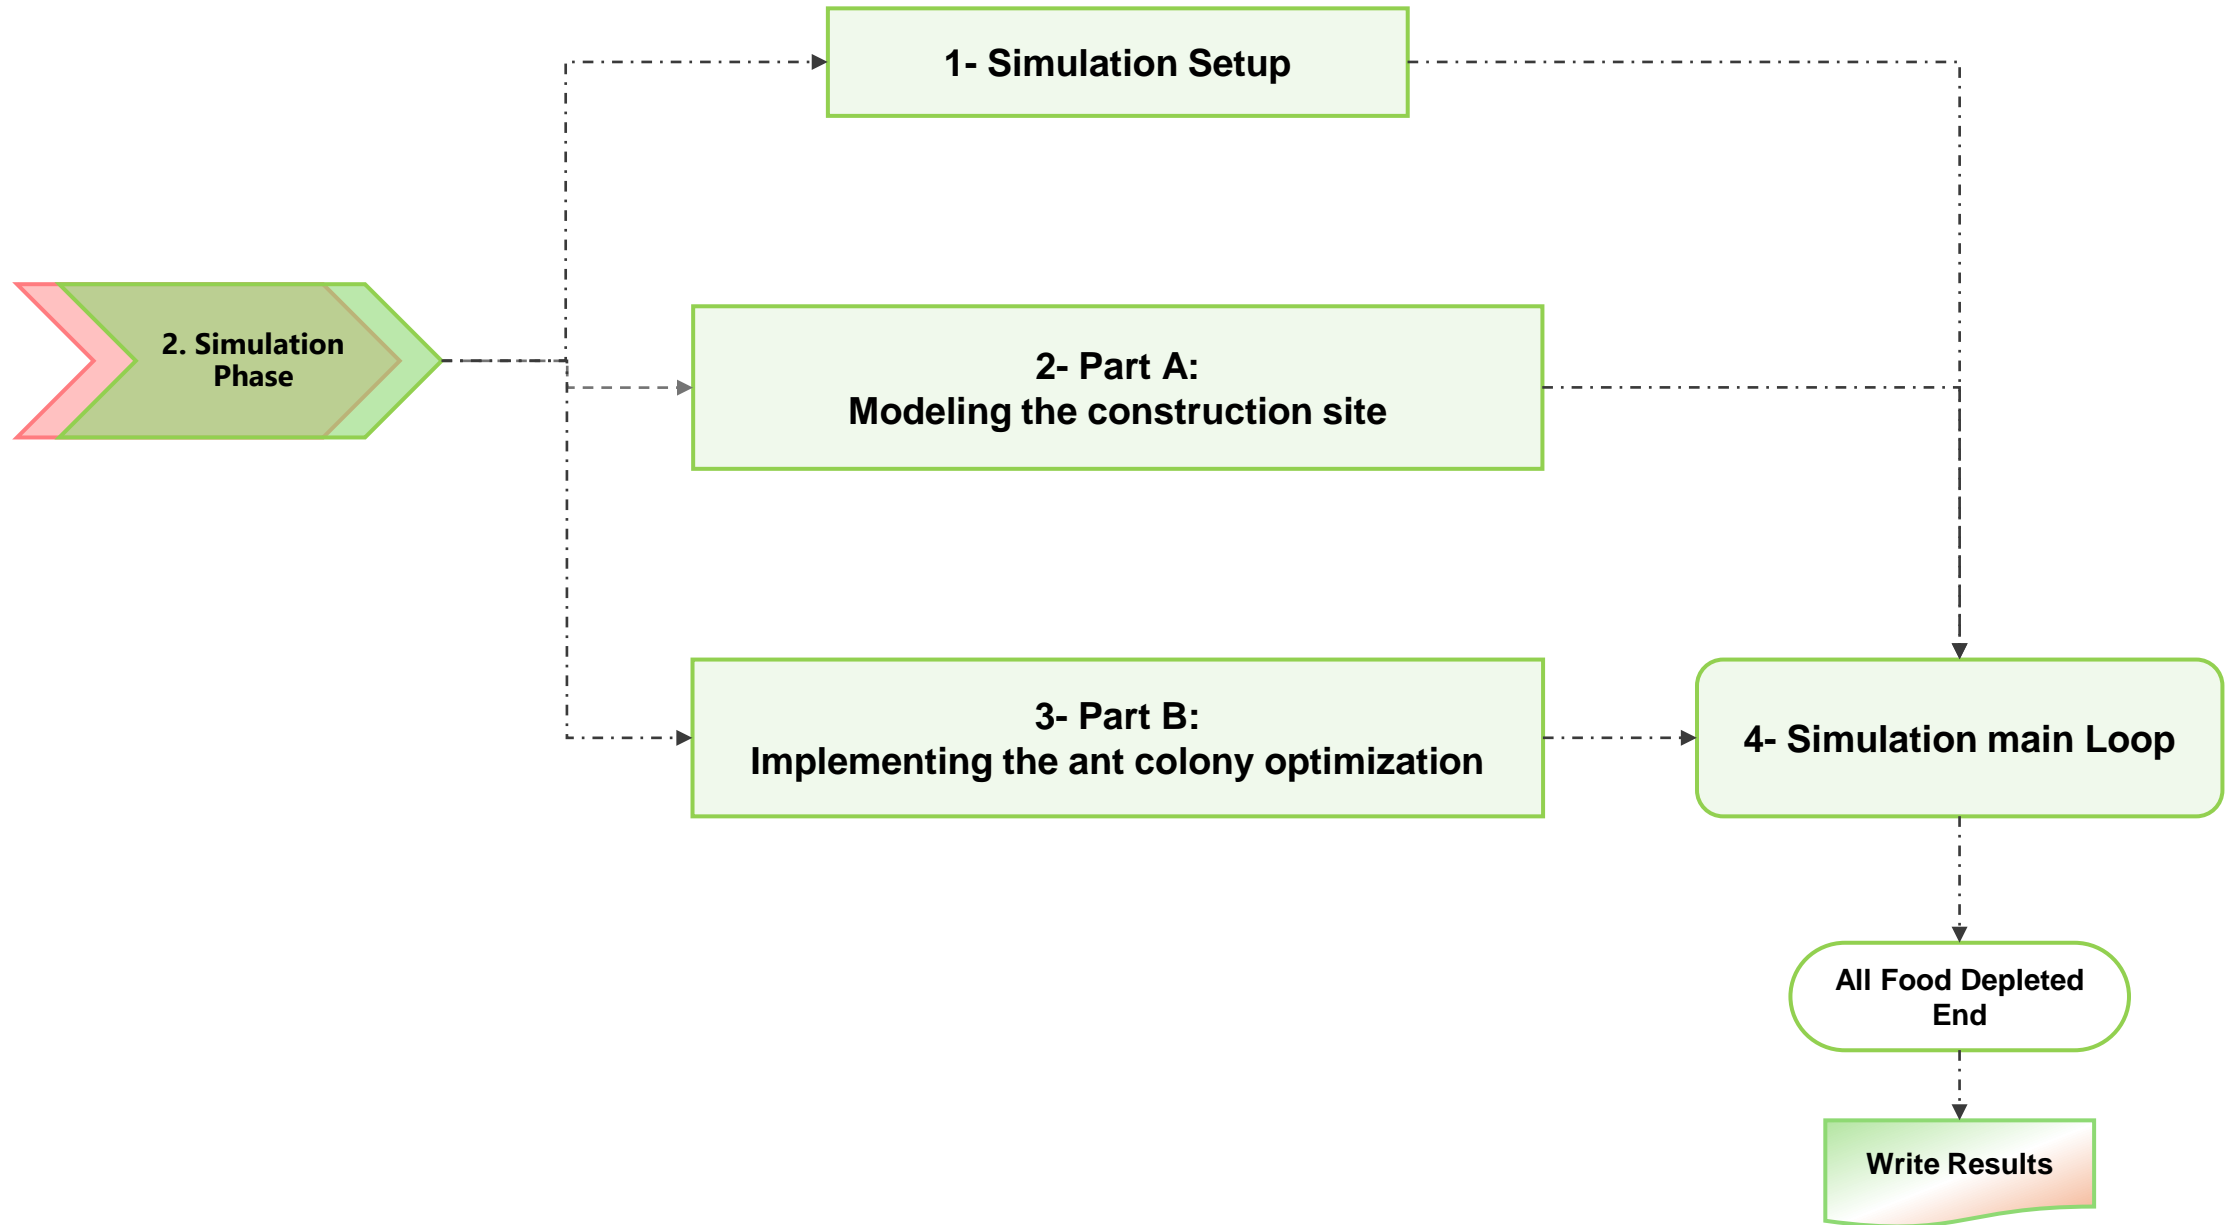 1- Simulation Setup
2. Simulation
Phase
2- Part A:
Modeling the construction site
3- Part B:
Implementing the ant colony optimization
4- Simulation main Loop
All Food Depleted
End
Write Results